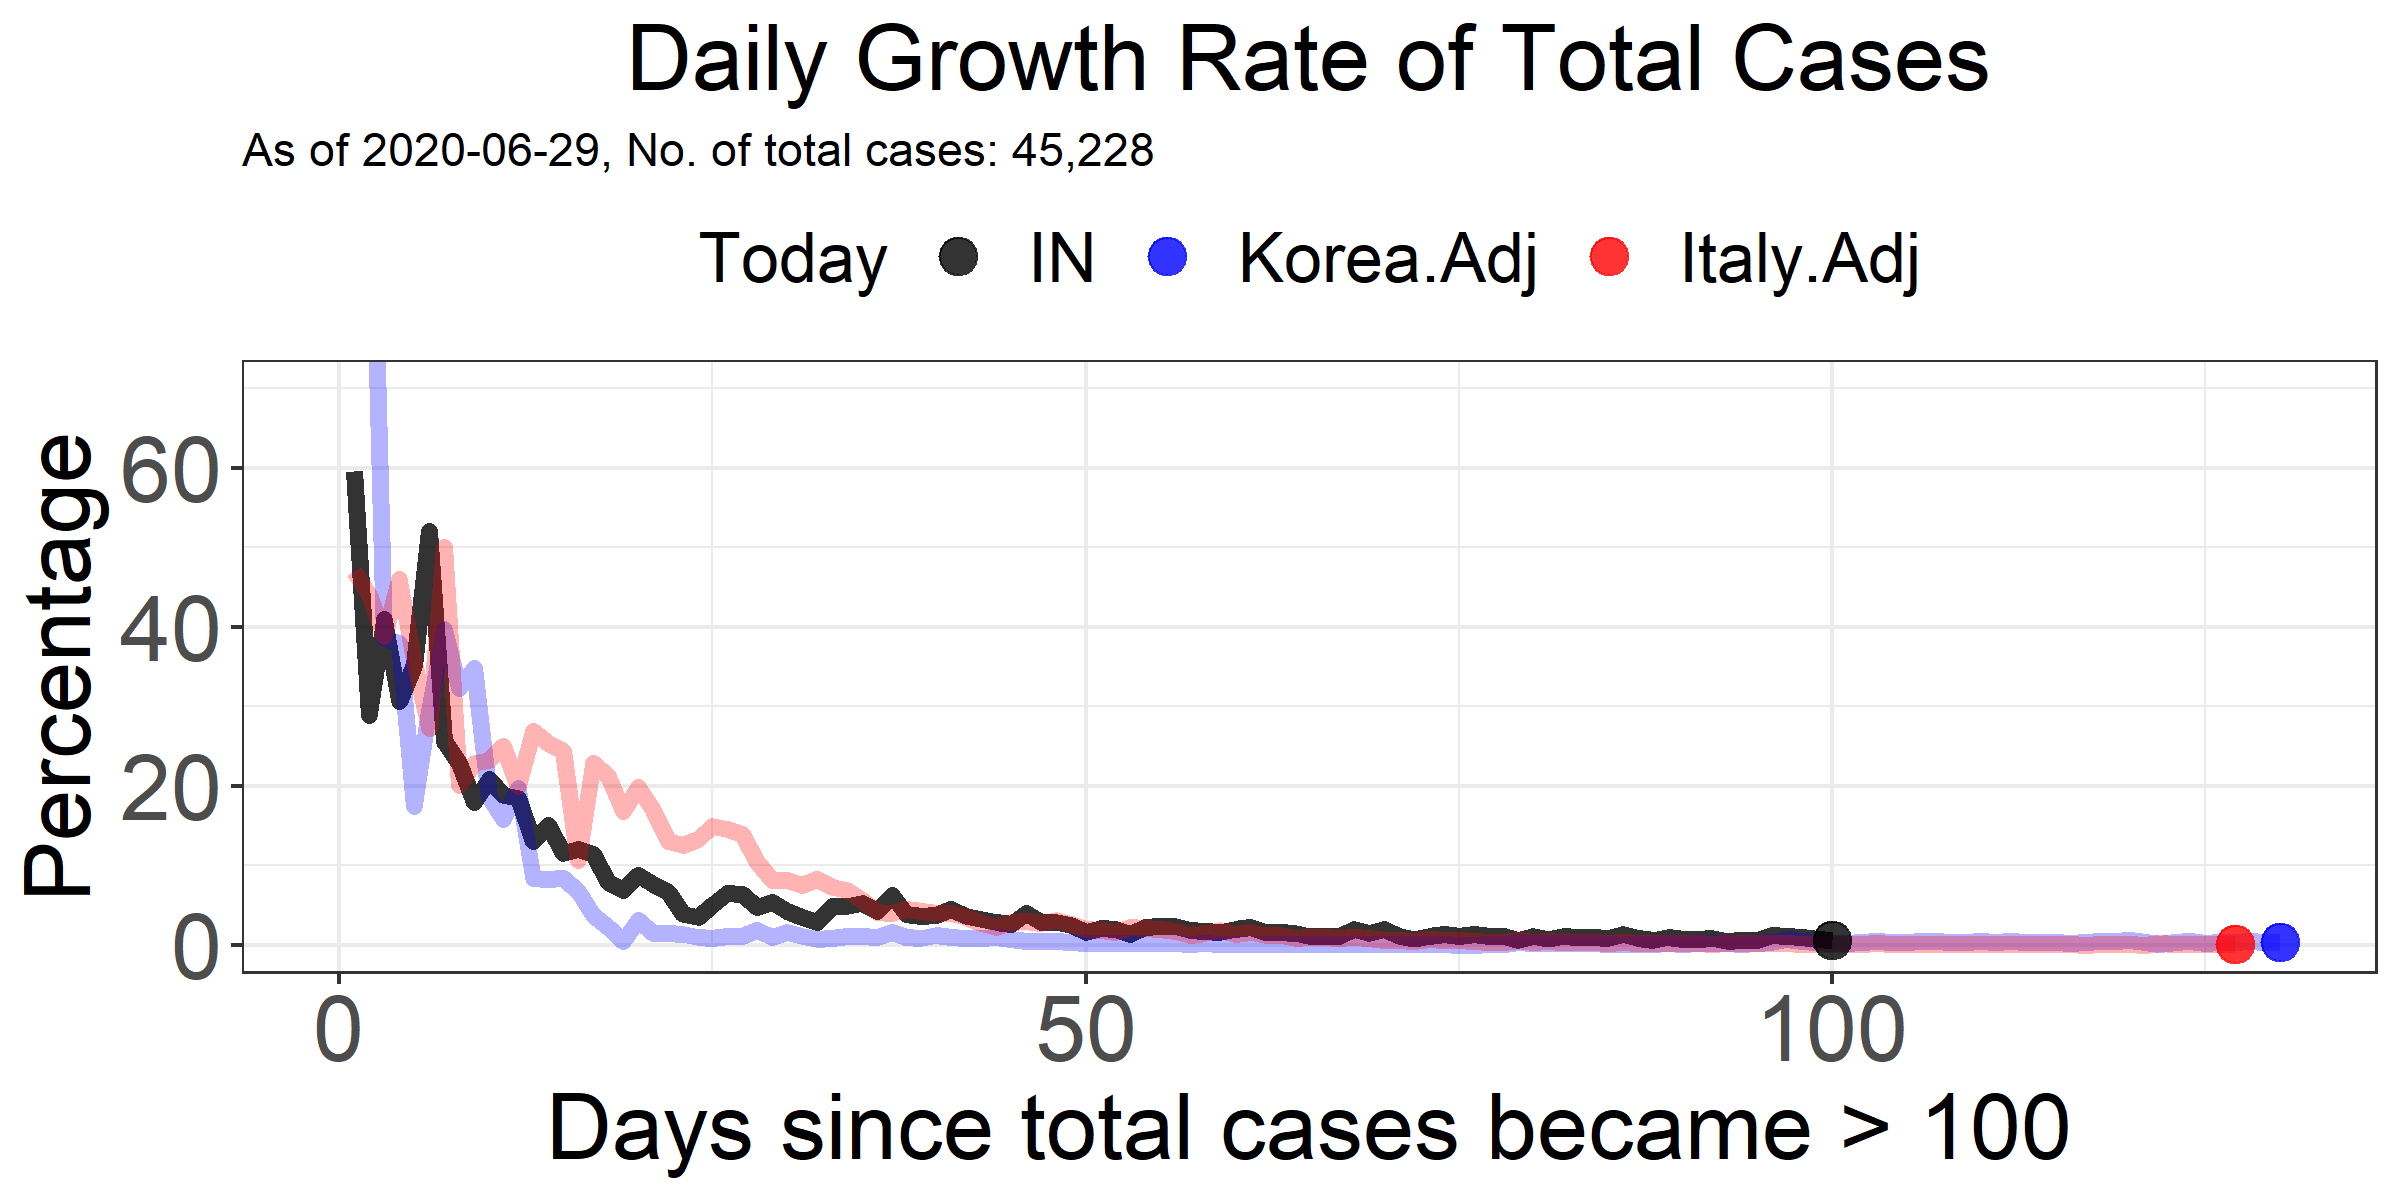 Daily Growth Rate of Total Cases
As of 2020-06-29, No. of total cases: 45,228
Today IN Korea.Adj Italy.Adj
Percentage
60
40
20
0
0 50 100
Days since total cases became > 100